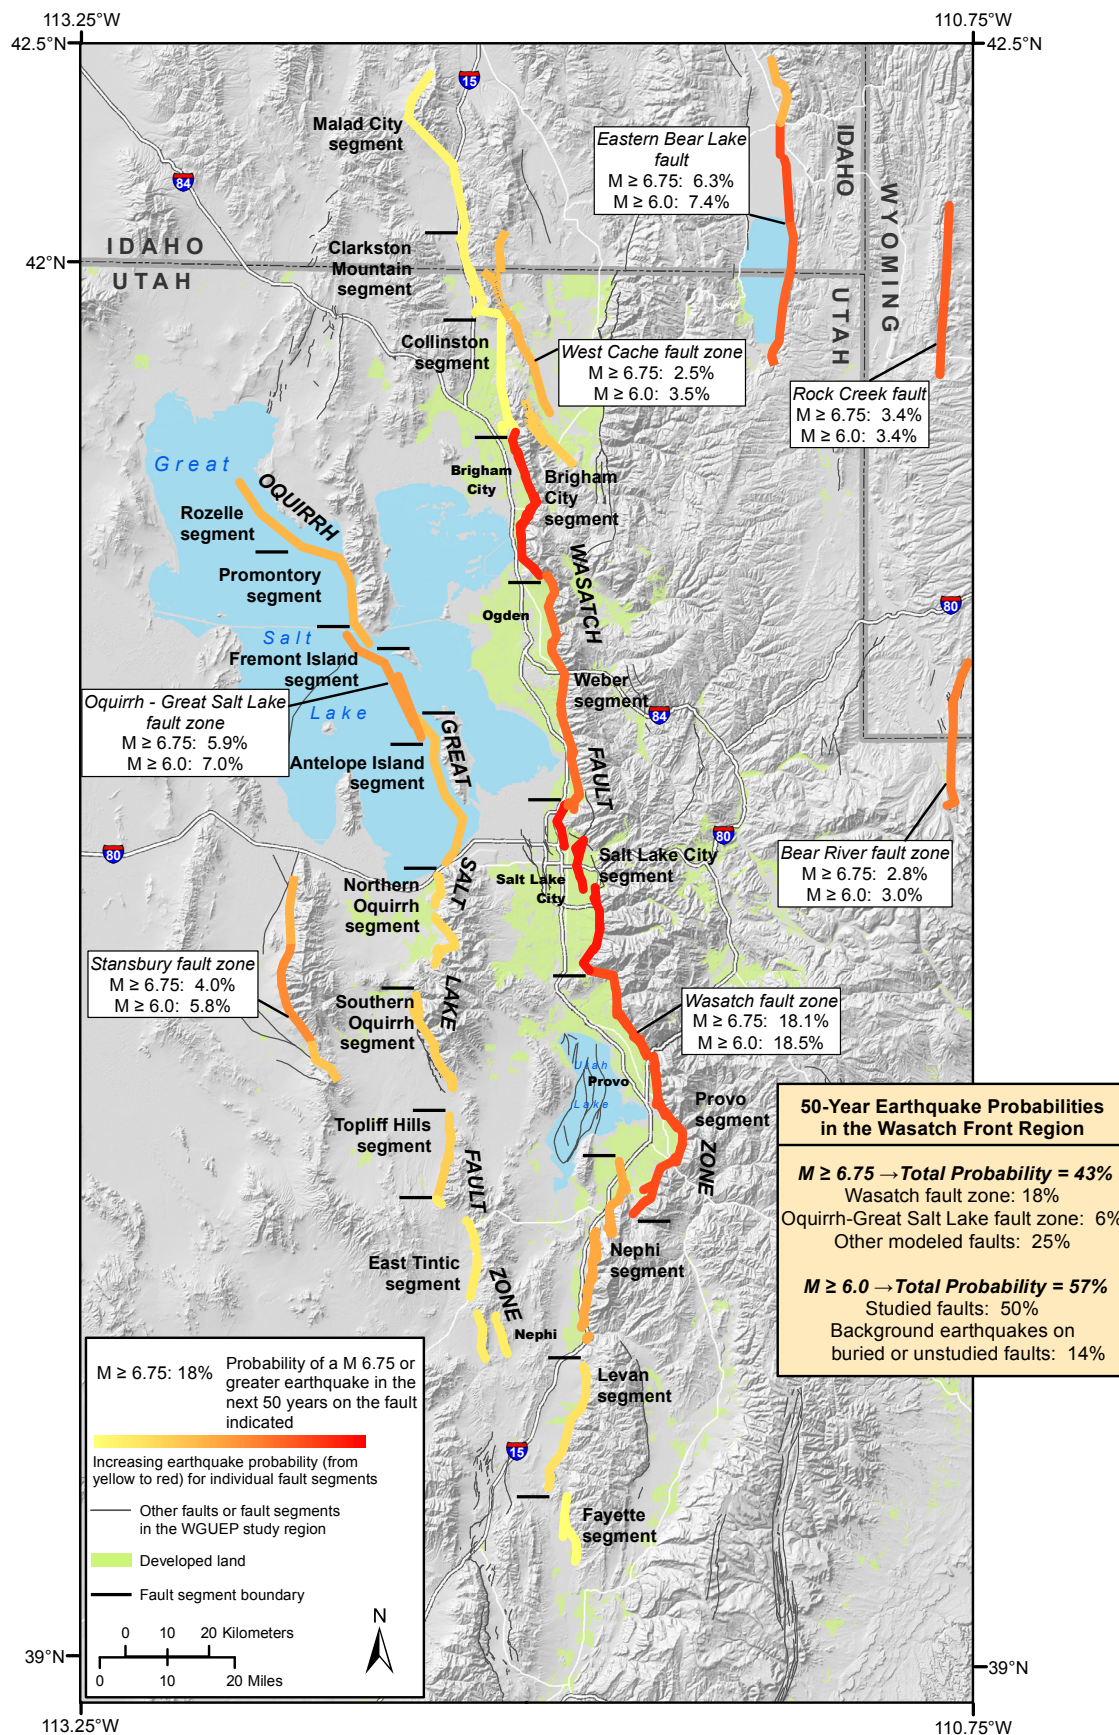 113.25°W
110.75°W
42.5°N
42.5°N
15
Malad City
segment
84
Eastern Bear Lake
fault
M ≥ 6.75: 6.3%
M ≥ 6.0: 7.4%
IDAHO
UTAH
WYOMING
IDAHO
UTAH
42°N
Clarkston
Mountain
segment
Collinston
segment
West Cache fault zone
M ≥ 6.75: 2.5%
M ≥ 6.0: 3.5%
Rock Creek fault
M ≥ 6.75: 3.4%
M ≥ 6.0: 3.4%
Great
Salt
Lake
OQUIRRH
GREAT
SALT
LAKE
FAULT
ZONE
Rozelle
segment
Promontory
segment
Fremont Island
segment
Brigham
City
Brigham
City
segment
WASATCH
FAULT
ZONE
Ogden
Weber
segment
80
84
Oquirrh - Great Salt Lake
fault zone
M ≥ 6.75: 5.9%
M ≥ 6.0: 7.0%
Antelope Island
segment
80
80
Salt Lake City
segment
Salt Lake
City
Bear River fault zone
M ≥ 6.75: 2.8%
M ≥ 6.0: 3.0%
Northern
Oquirrh
segment
Stansbury fault zone
M ≥ 6.75: 4.0%
M ≥ 6.0: 5.8%
Southern
Oquirrh
segment
Wasatch fault zone
M ≥ 6.75: 18.1%
M ≥ 6.0: 18.5%
Utah
Lake
Provo
Provo
segment
Topliff Hills
segment
East Tintic
segment
Nephi
segment
Nephi
Levan
segment
15
Fayette
segment
50-Year Earthquake Probabilities
in the Wasatch Front Region
M ≥ 6.75 →Total Probability = 43%
Wasatch fault zone: 18%
Oquirrh-Great Salt Lake fault zone: 6%
Other modeled faults: 25%
M ≥ 6.0 →Total Probability = 57%
Studied faults: 50%
Background earthquakes on
buried or unstudied faults: 14%
M ≥ 6.75: 18%
Probability of a M 6.75 or
greater earthquake in the
next 50 years on the fault
indicated
Increasing earthquake probability (from
yellow to red) for individual fault segments
Other faults or fault segments
in the WGUEP study region
Developed land
Fault segment boundary
N
0 10 20 Kilometers
0 10 20 Miles
39°N
39°N
113.25°W
110.75°W